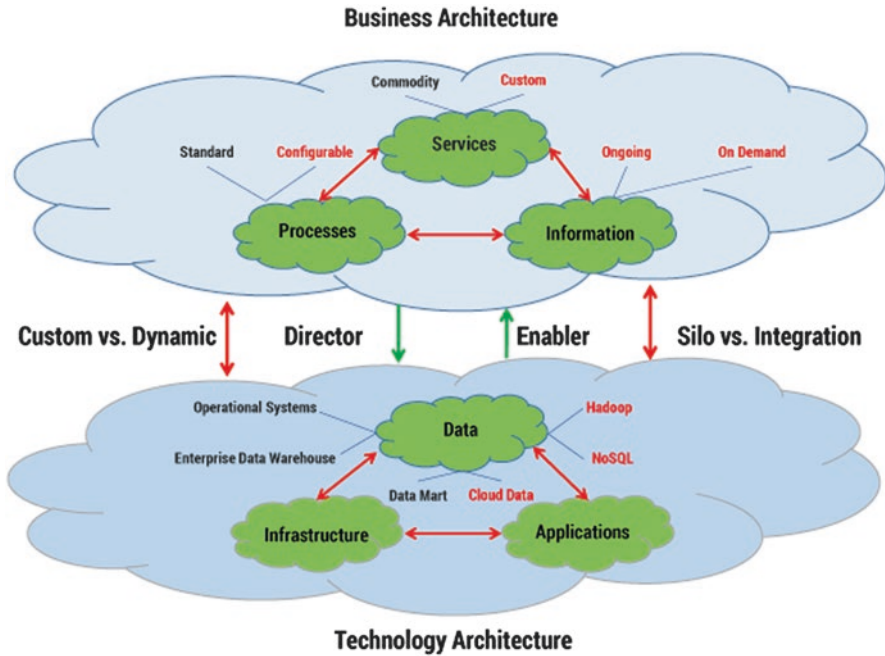 Business Architecture
Commodity
Custom
Services
Standard
Configurable
Ongoing
On Demand
Processes
Information
Custom vs. Dynamic
Director
Enabler
Silo vs. Integration
Operational Systems
Hadoop
Data
Enterprise Data Warehouse
NoSQL
Data Mart
Cloud Data
Infrastructure
Applications
Technology Architecture